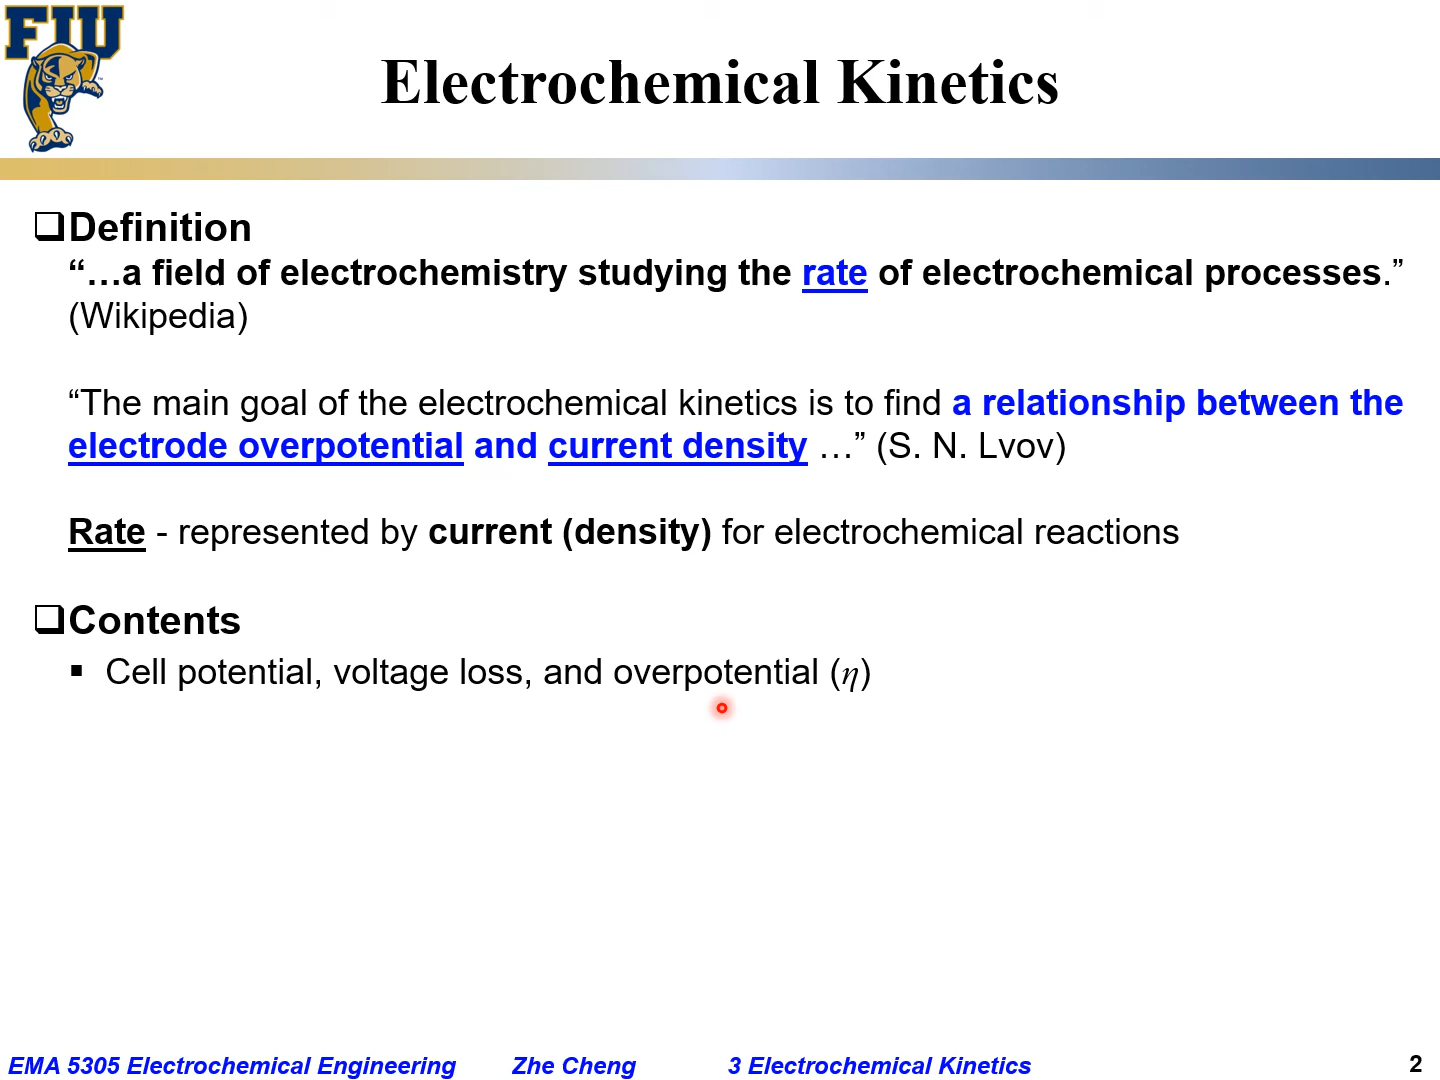 FIU
Electrochemical Kinetics
❑Definition
“…a field of electrochemistry studying the rate of electrochemical processes.”
(Wikipedia)
“The main goal of the electrochemical kinetics is to find a relationship between the
electrode overpotential and current density …” (S. N. Lvov)
Rate - represented by current (density) for electrochemical reactions
❑Contents
▪ Cell potential, voltage loss, and overpotential (η)
EMA 5305 Electrochemical Engineering Zhe Cheng 3 Electrochemical Kinetics 2